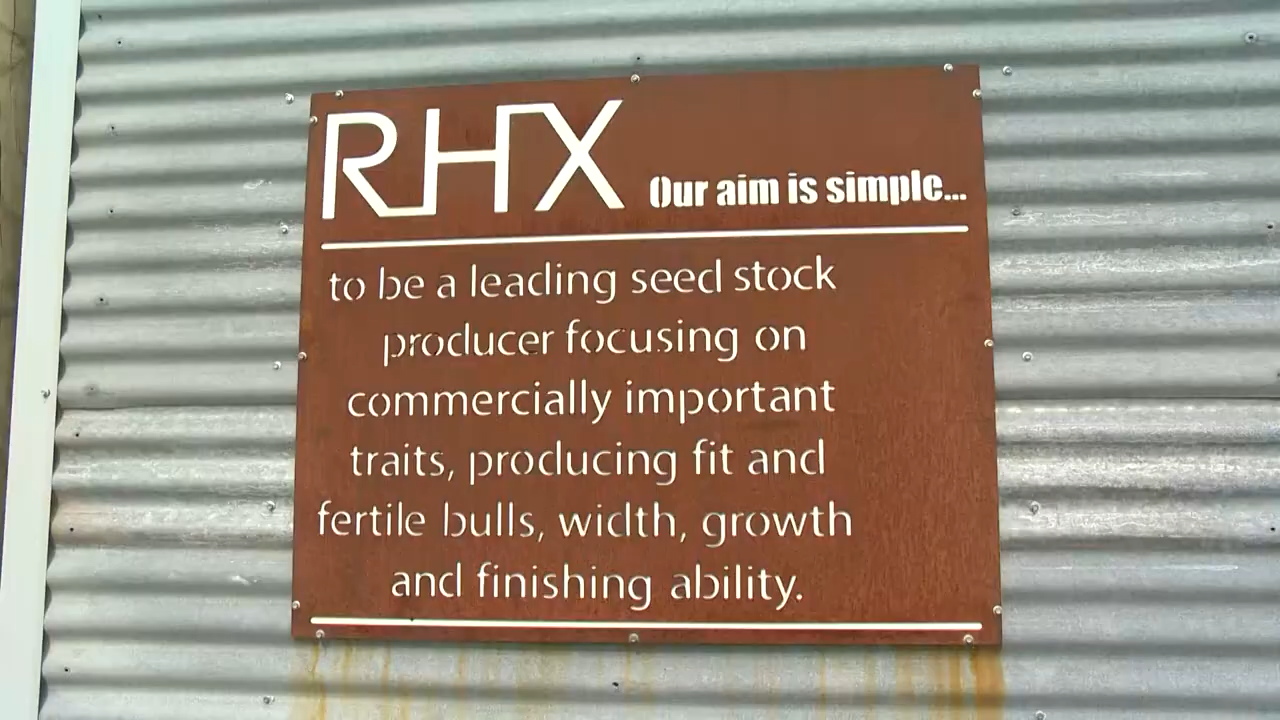 RHX Our aim is simple...
to be a leading seed stock
producer focusing on
commercially important
traits, producing fit and
fertile bulls, width, growth
and finishing ability.